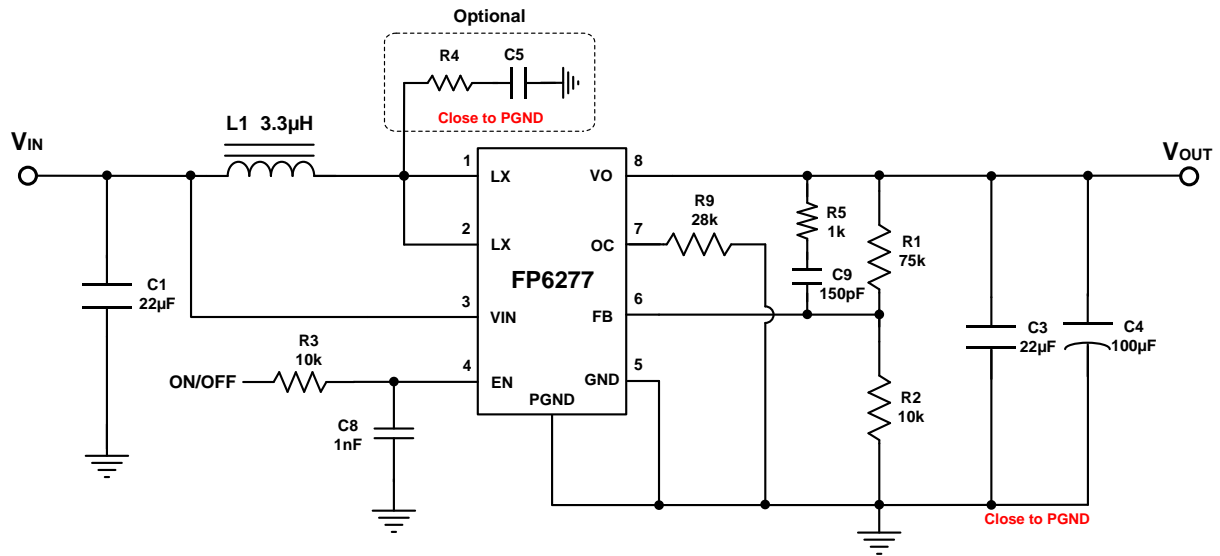 Optional
R4
C5
Close to PGND
L1 3.3µH
VIN
VOUT
1
LX
VO
8
2
LX
OC
7
R9
28k
R5
1k
R1
75k
FP6277
C1
22µF
C9
150pF
3
VIN
FB
6
R3
10k
C3
22µF
C4
100µF
ON/OFF
4
EN
GND
5
PGND
R2
10k
C8
1nF
Close to PGND